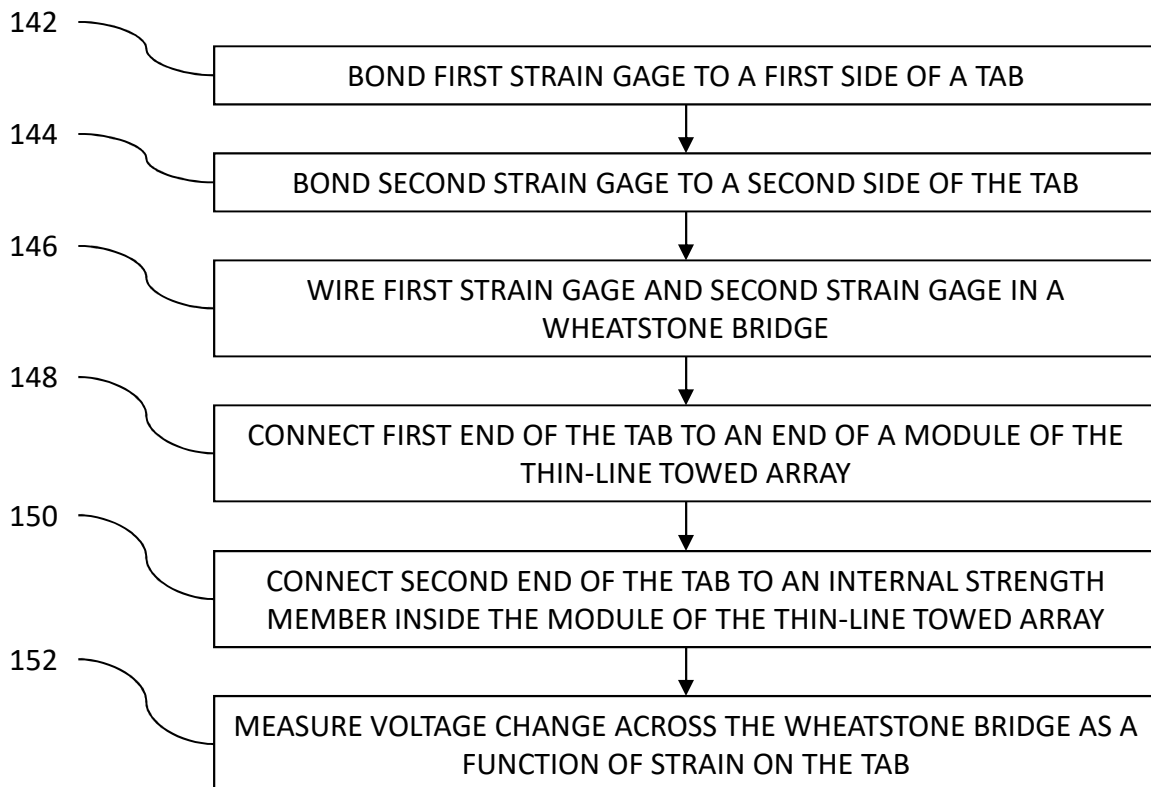 142
BOND FIRST STRAIN GAGE TO A FIRST SIDE OF A TAB
144
BOND SECOND STRAIN GAGE TO A SECOND SIDE OF THE TAB
146
WIRE FIRST STRAIN GAGE AND SECOND STRAIN GAGE IN A
WHEATSTONE BRIDGE
148
CONNECT FIRST END OF THE TAB TO AN END OF A MODULE OF THE
THIN-LINE TOWED ARRAY
150
CONNECT SECOND END OF THE TAB TO AN INTERNAL STRENGTH
MEMBER INSIDE THE MODULE OF THE THIN-LINE TOWED ARRAY
152
MEASURE VOLTAGE CHANGE ACROSS THE WHEATSTONE BRIDGE AS A
FUNCTION OF STRAIN ON THE TAB